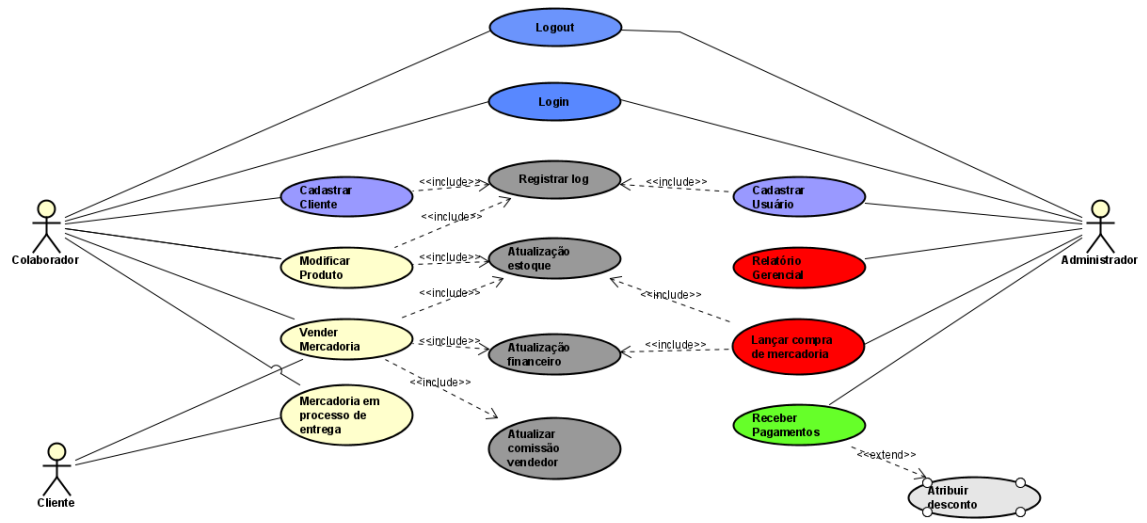 Logout
Login
Registrar log
<<include>>
<<include>>
Cadastrar
Cliente
Cadastrar
Usuário
<<include>>
Colaborador
Administrador
Modificar
Produto
<<include>>
Atualização
estoque
Relatório
Gerencial
<<include>>
<<include>>
Vender
Mercadoria
<<include>>
Atualização
financeiro
<<include>>
Lançar compra
de mercadoria
<<include>>
Mercadoria em
processo de
entrega
Atualizar
comissão
vendedor
Receber
Pagamentos
<<extend>>
Atribuir
desconto
Cliente